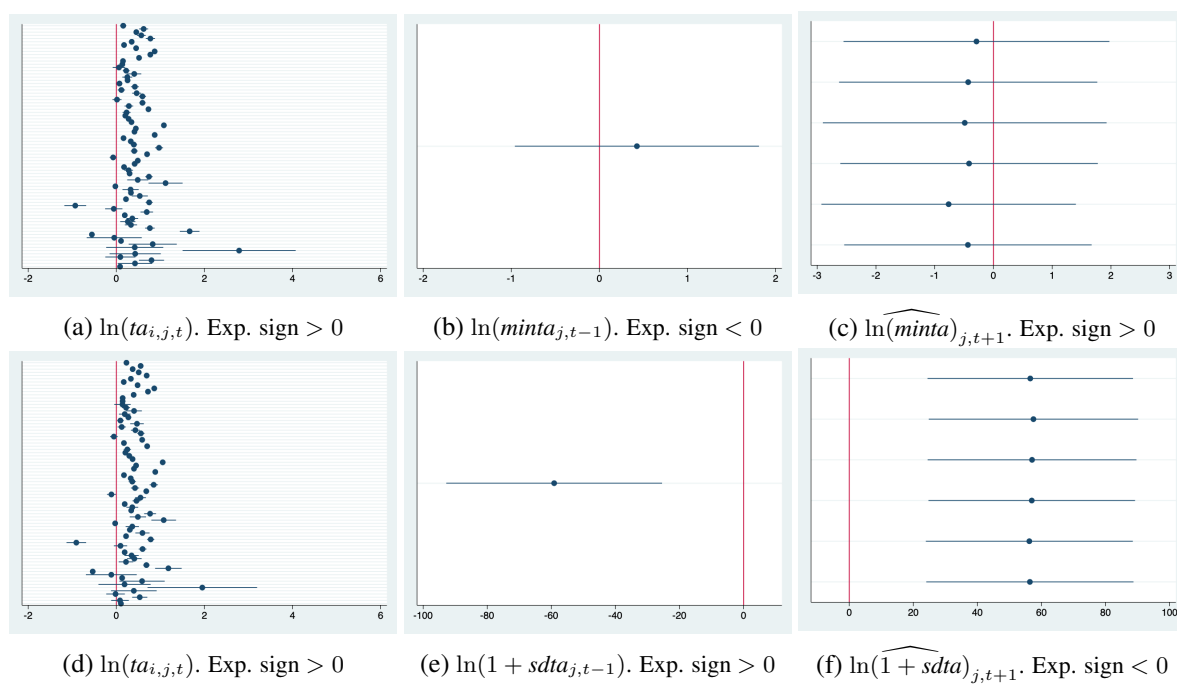 -2 0 2 4 6
-2 -1 0 1 2
-3 -2 -1 0 1 2 3
(a) ln(ta_{i,j,t}). Exp. sign > 0
(b) ln(minta_{j,t−1}). Exp. sign < 0
(c) \widehat{ln(minta)}_{j,t+1}. Exp. sign > 0
-2 0 2 4 6
-100 -80 -60 -40 -20 0
0 20 40 60 80 100
(d) ln(ta_{i,j,t}). Exp. sign > 0
(e) ln(1 + sdta_{j,t−1}). Exp. sign > 0
(f) \widehat{ln(1 + sdta)}_{j,t+1}. Exp. sign < 0